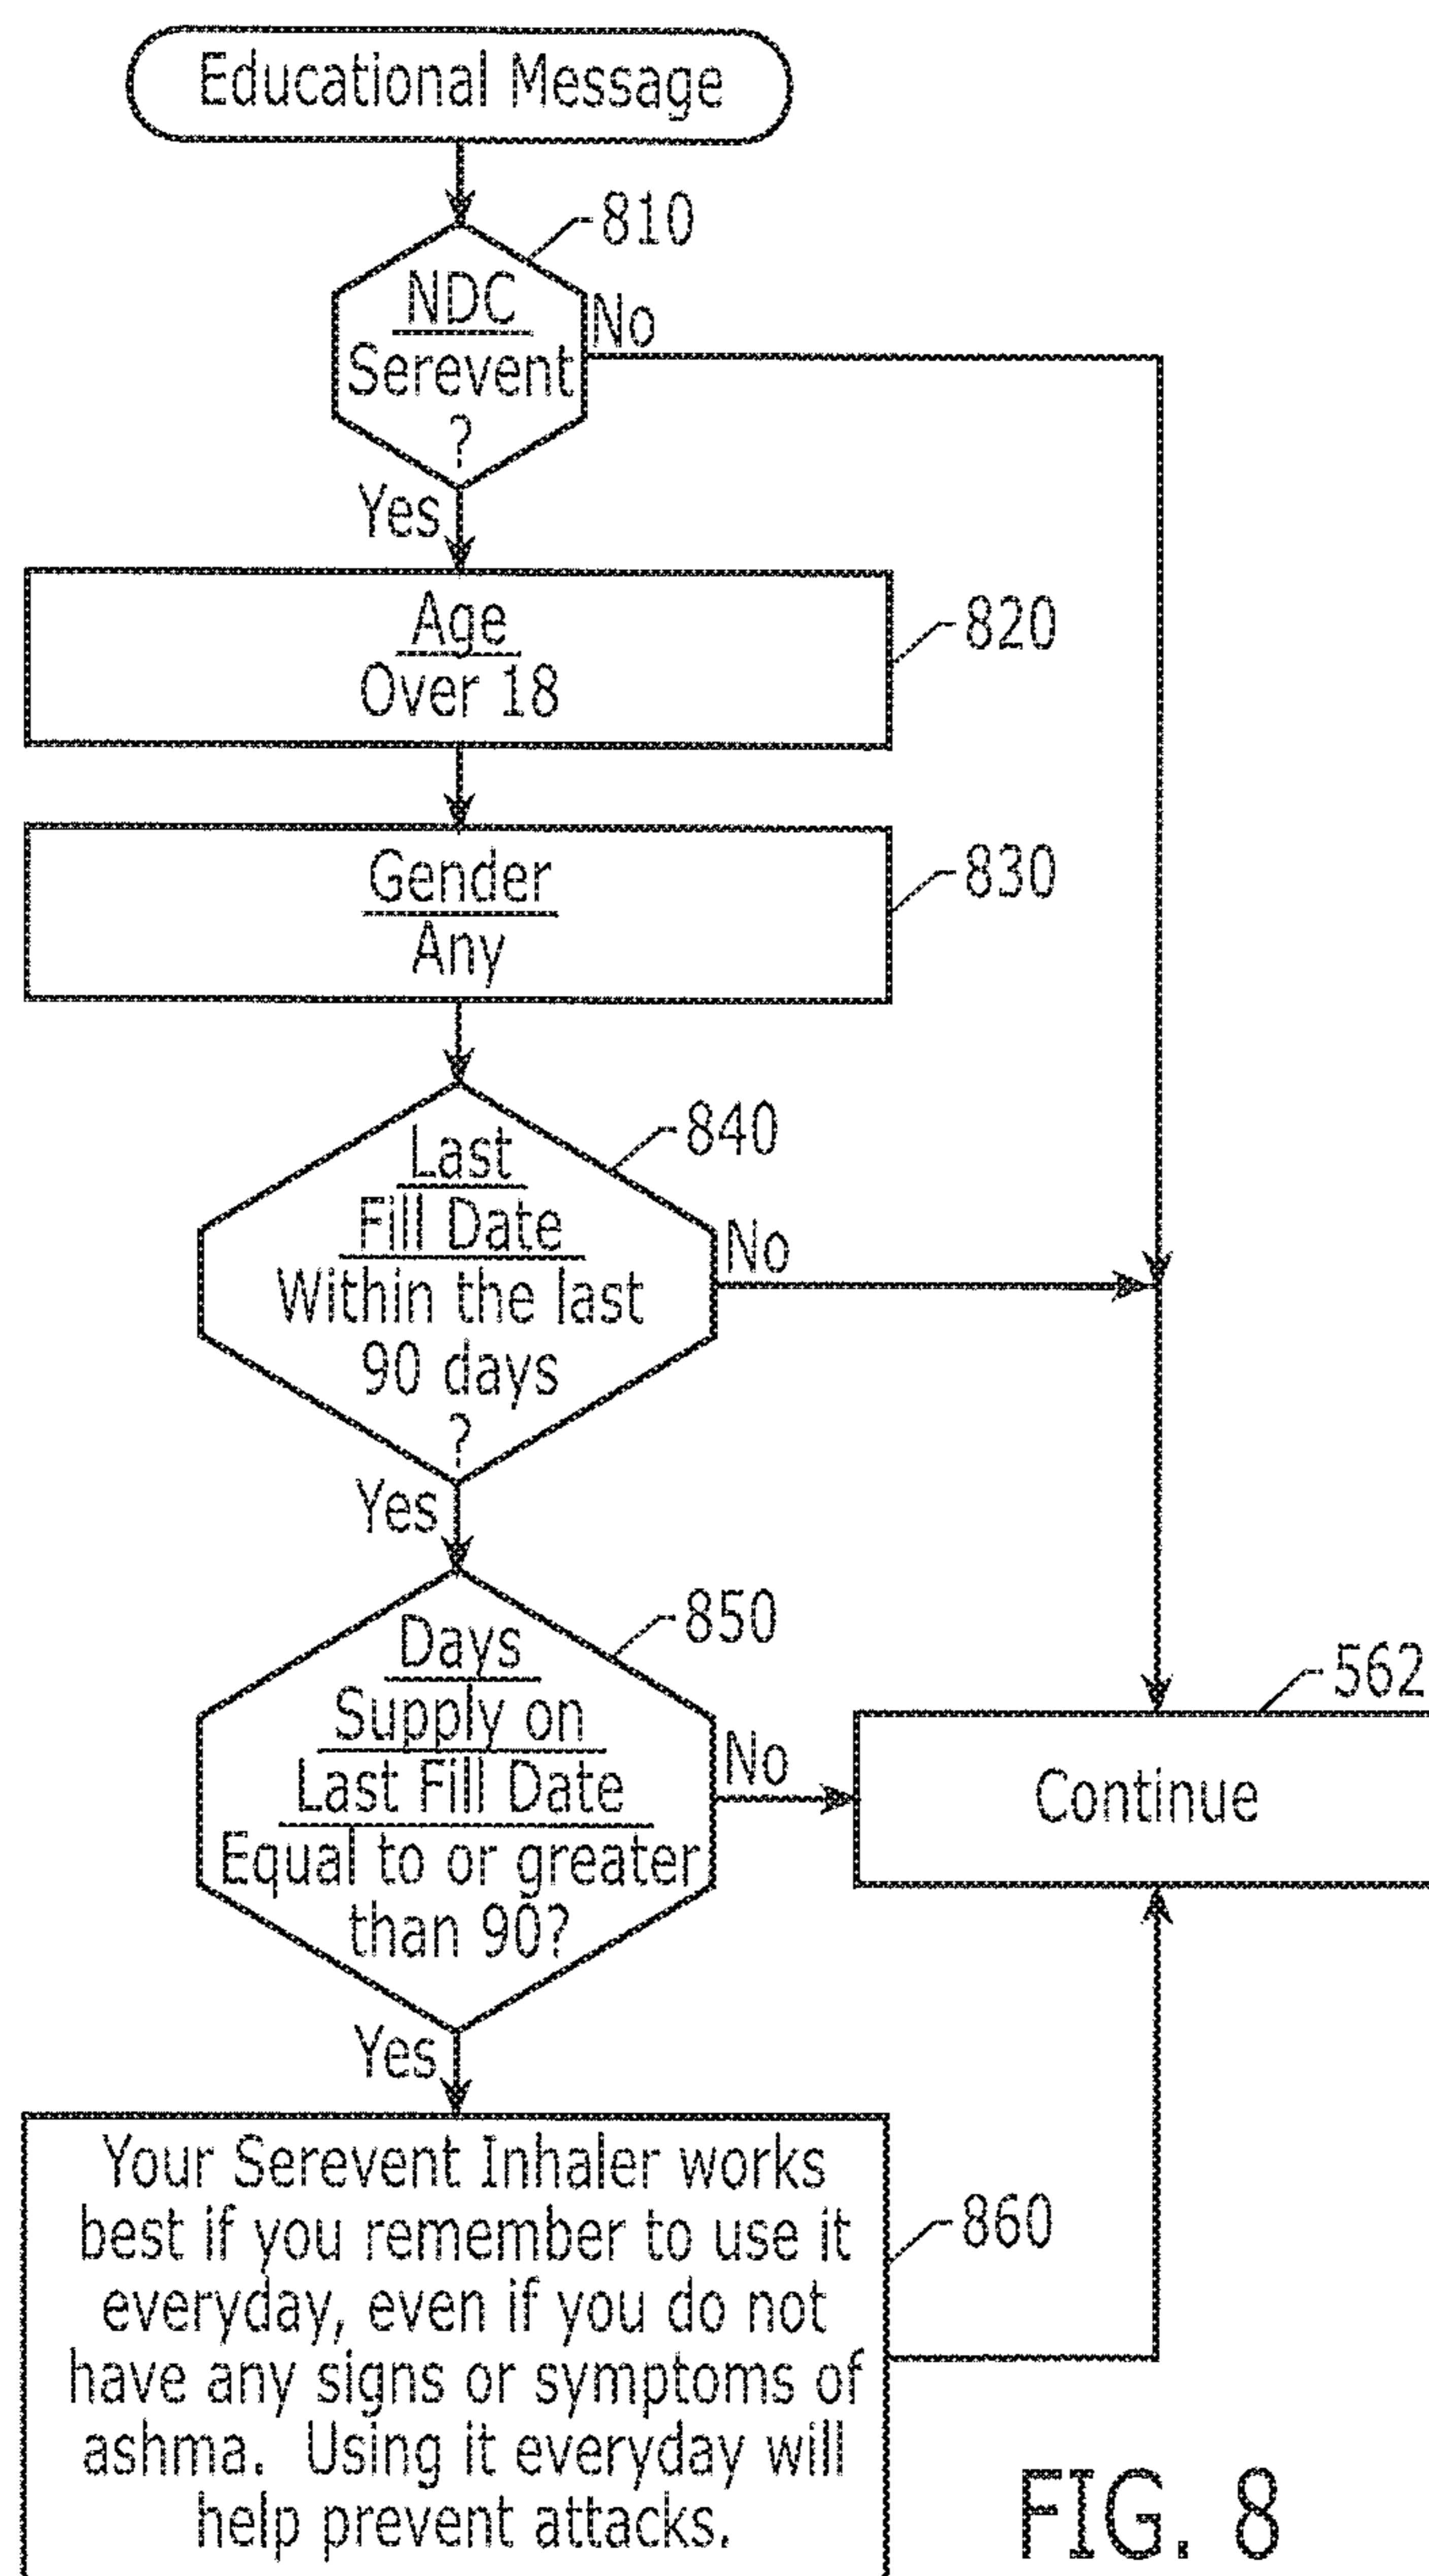 Educational Message
810
NDC
Serevent
?
No
Yes
Age
Over 18
820
Gender
Any
830
Last
Fill Date
Within the last
90 days
?
840
No
Yes
Days
Supply on
Last Fill Date
Equal to or greater
than 90?
850
No
Yes
562
Continue
Your Serevent Inhaler works
best if you remember to use it
everyday, even if you do not
have any signs or symptoms of
ashma. Using it everyday will
help prevent attacks.
860
FIG. 8